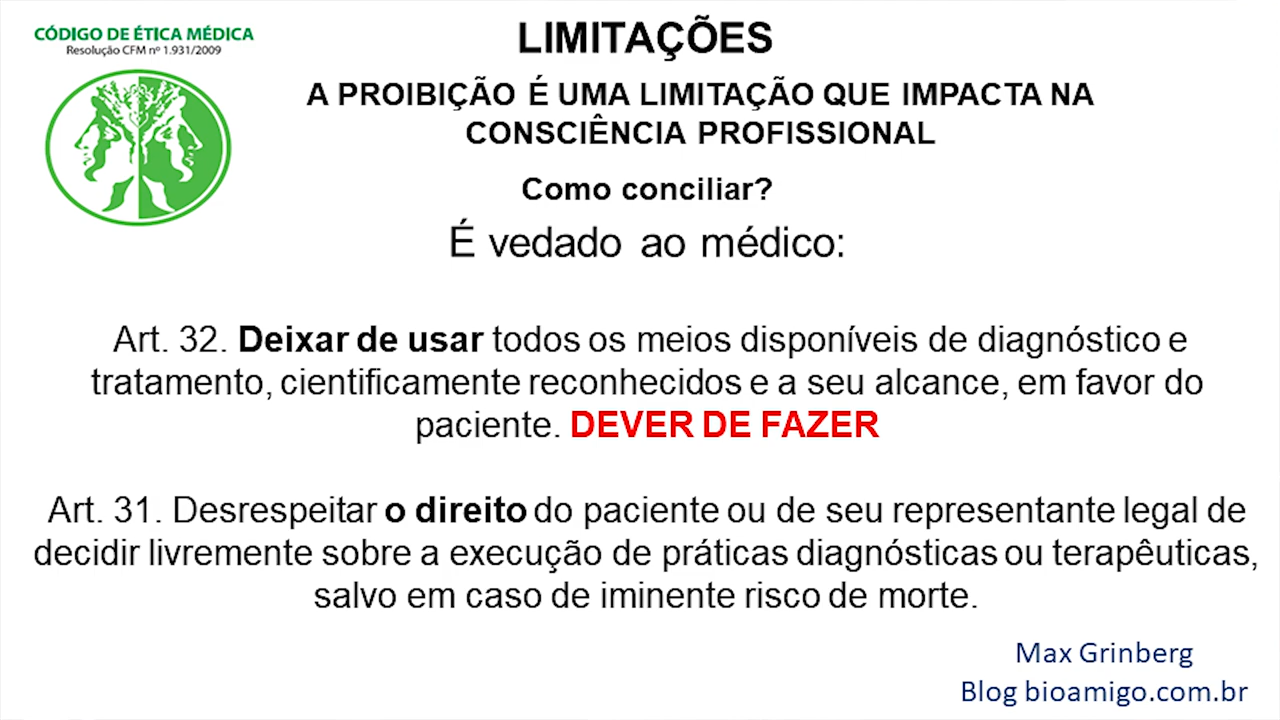 CÓDIGO DE ÉTICA MÉDICA
Resolução CFM nº 1.931/2009
LIMITAÇÕES
A PROIBIÇÃO É UMA LIMITAÇÃO QUE IMPACTA NA
CONSCIÊNCIA PROFISSIONAL
Como conciliar?
É vedado ao médico:
Art. 32. Deixar de usar todos os meios disponíveis de diagnóstico e
tratamento, cientificamente reconhecidos e a seu alcance, em favor do
paciente. DEVER DE FAZER
Art. 31. Desrespeitar o direito do paciente ou de seu representante legal de
decidir livremente sobre a execução de práticas diagnósticas ou terapêuticas,
salvo em caso de iminente risco de morte.
Max Grinberg
Blog bioamigo.com.br